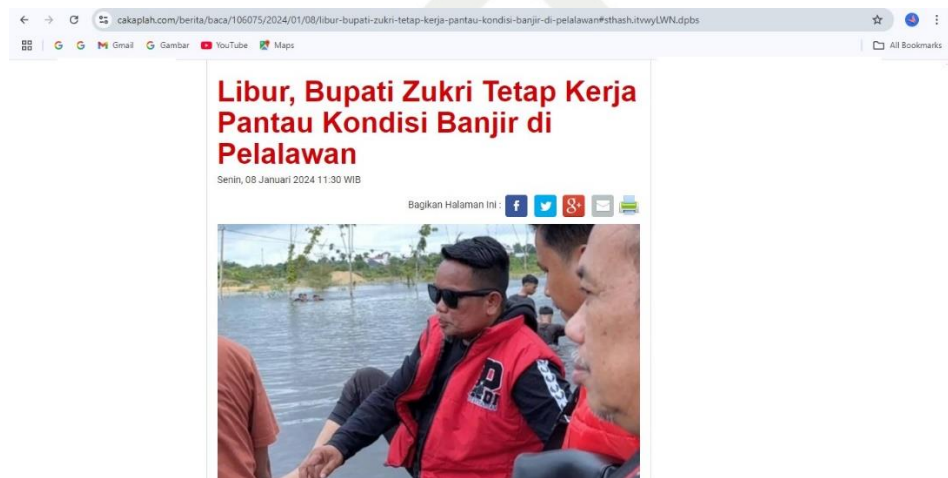 cakaplah.com/berita/baca/106075/2024/01/08/libur-bupati-zukri-tetap-kerja-pantau-kondisi-banjir-di-pelalawan#sthash.itvwyLWN.dpbs
Gmail Gambar YouTube Maps All Bookmarks
Libur, Bupati Zukri Tetap Kerja
Pantau Kondisi Banjir di
Pelalawan
Senin, 08 Januari 2024 11:30 WIB
Bagikan Halaman Ini :